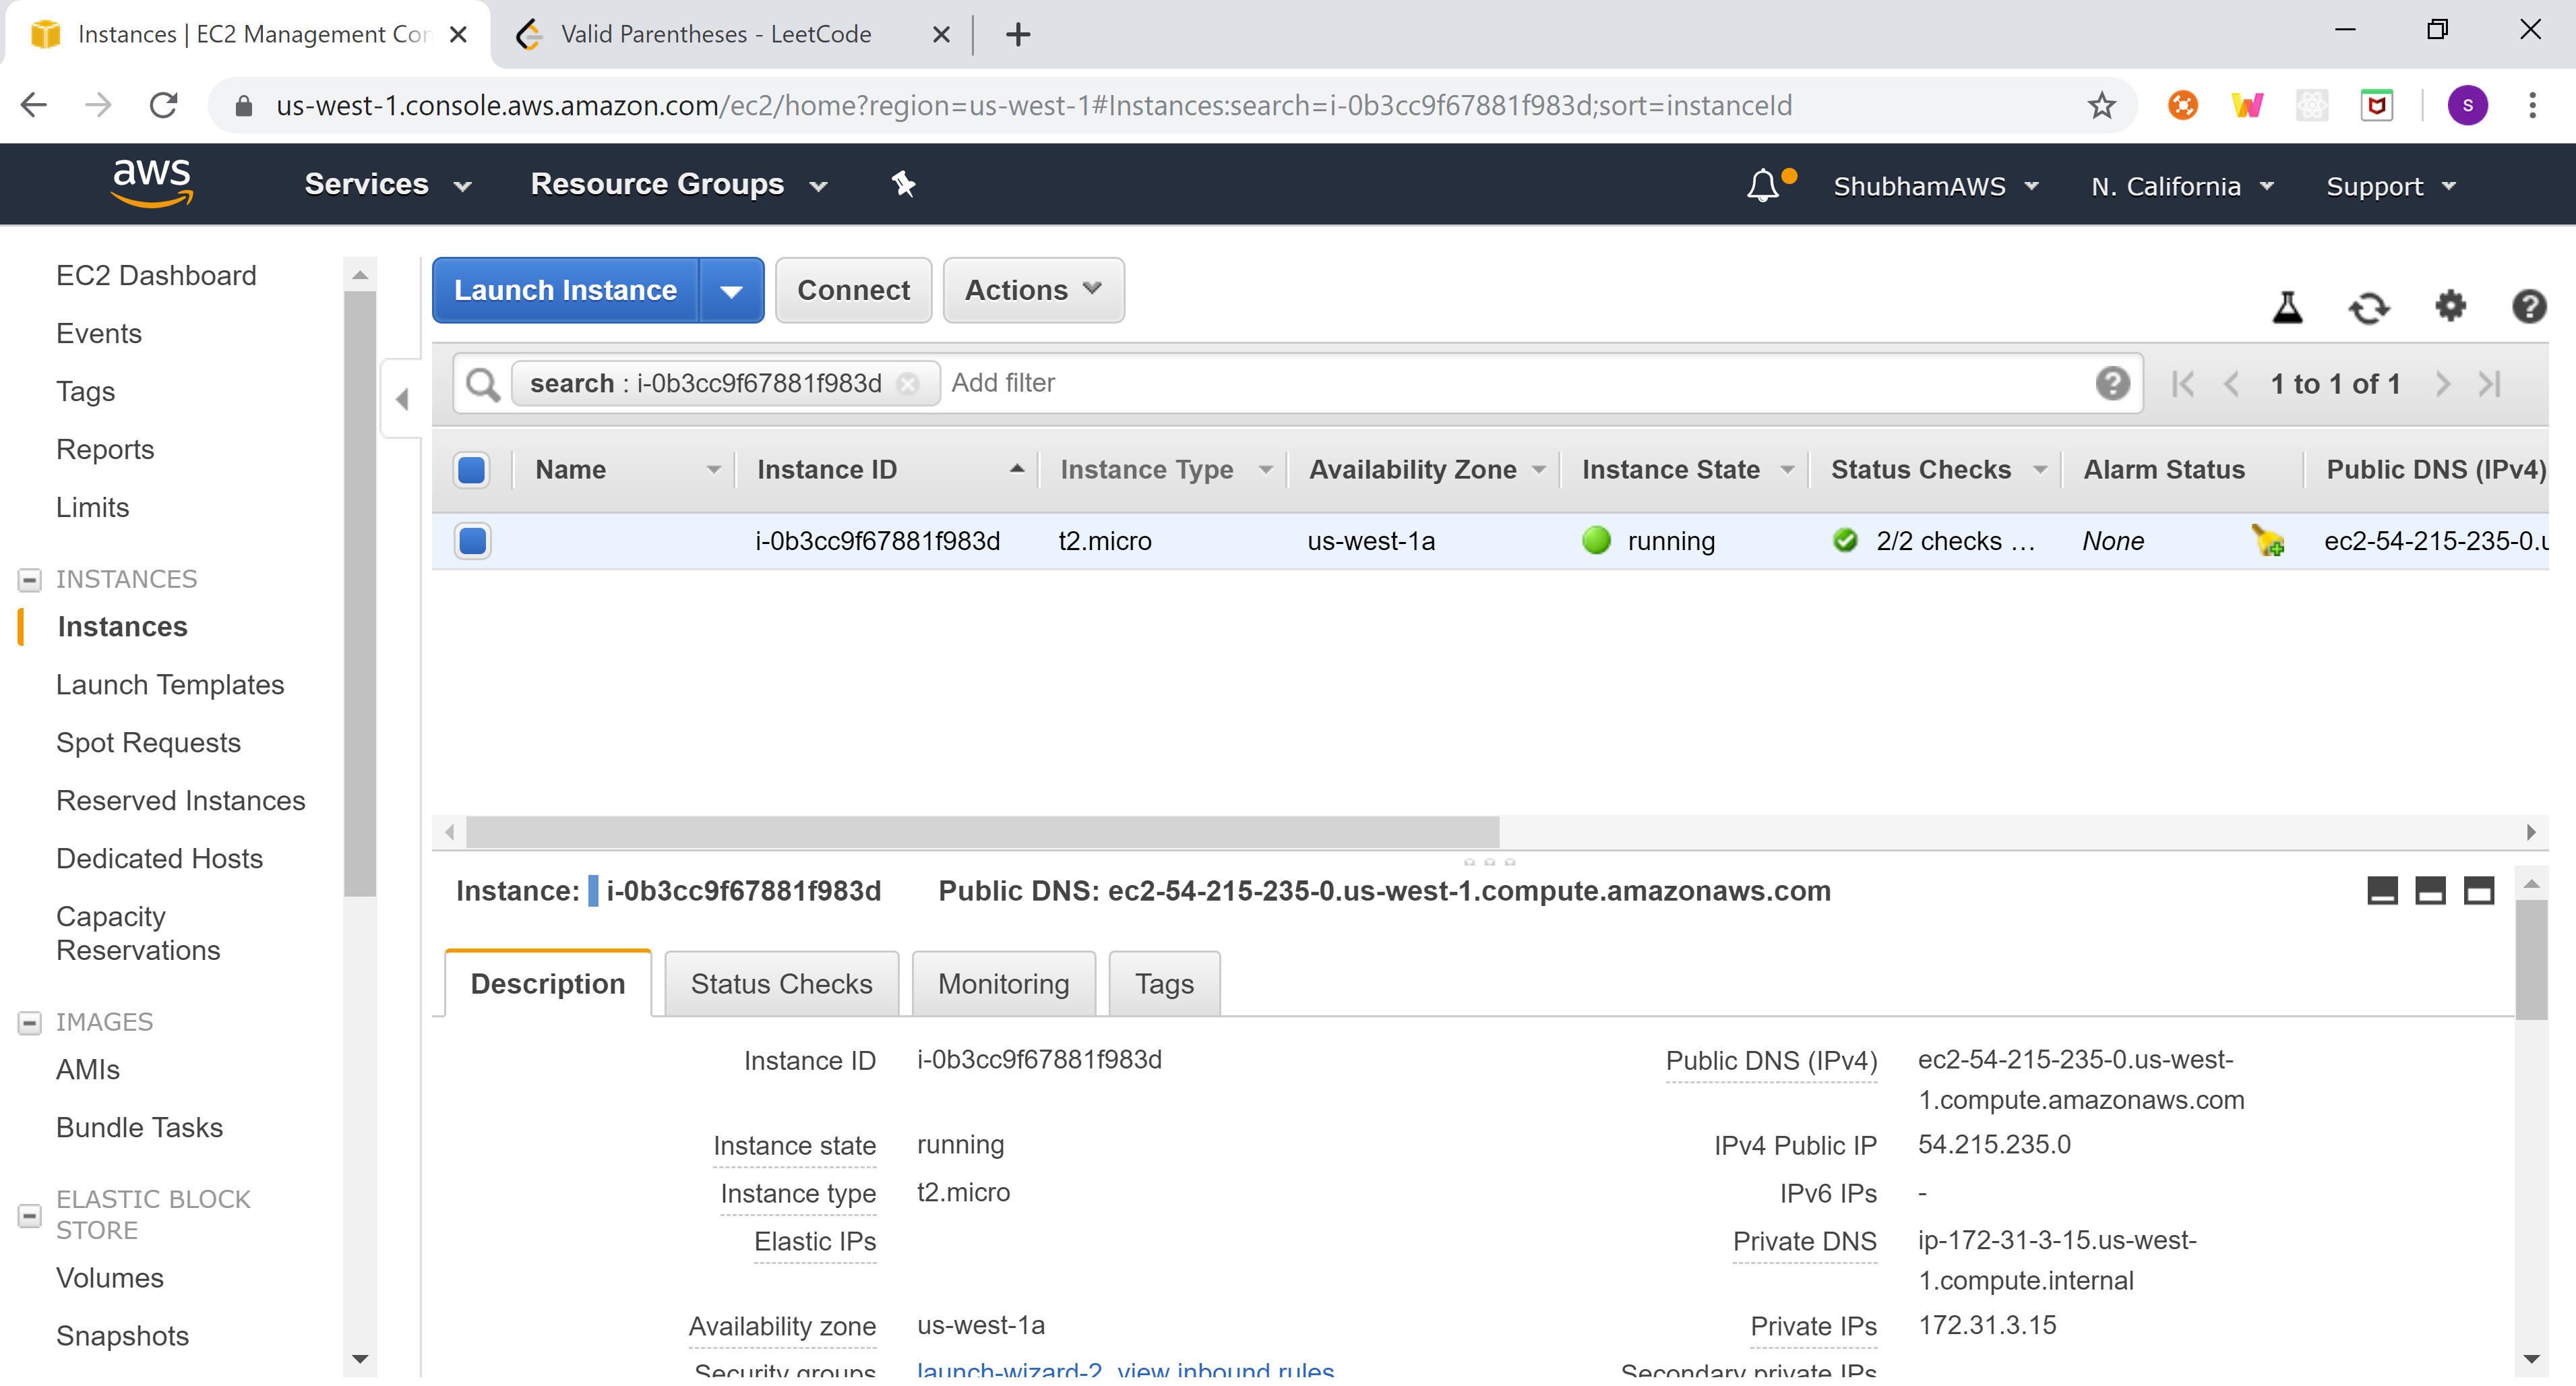 Instances | EC2 Management Con
Valid Parentheses - LeetCode
us-west-1.console.aws.amazon.com/ec2/home?region=us-west-1#Instances:search=i-0b3cc9f67881f983d;sort=instanceId
S
aws
Services
Resource Groups
ShubhamAWS
N. California
Support
EC2 Dashboard
Events
Tags
Reports
Limits
INSTANCES
Instances
Launch Templates
Spot Requests
Reserved Instances
Dedicated Hosts
Capacity
Reservations
IMAGES
AMIs
Bundle Tasks
ELASTIC BLOCK
STORE
Volumes
Snapshots
Launch Instance
Connect
Actions
search : i-0b3cc9f67881f983d
Add filter
1 to 1 of 1
Name
Instance ID
Instance Type
Availability Zone
Instance State
Status Checks
Alarm Status
Public DNS (IPv4)
i-0b3cc9f67881f983d
t2.micro
us-west-1a
running
2/2 checks ...
None
ec2-54-215-235-0.u
Instance: i-0b3cc9f67881f983d
Public DNS: ec2-54-215-235-0.us-west-1.compute.amazonaws.com
Description
Status Checks
Monitoring
Tags
Instance ID
i-0b3cc9f67881f983d
Instance state
running
Instance type
t2.micro
Elastic IPs
Availability zone
us-west-1a
Security groups
launch-wizard-2. view inbound rules
Public DNS (IPv4)
ec2-54-215-235-0.us-west-
1.compute.amazonaws.com
IPv4 Public IP
54.215.235.0
IPv6 IPs
-
Private DNS
ip-172-31-3-15.us-west-
1.compute.internal
Private IPs
172.31.3.15
Secondary private IPs